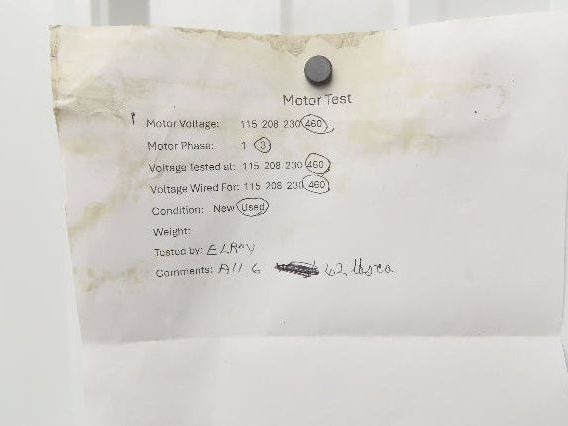 Motor Test
Motor Voltage: 115 208 230 460
Motor Phase: 1 3
Voltage Tested at: 115 208 230 460
Voltage Wired For: 115 208 230 460
Condition: New Used
Weight:
Tested by: ELROY
Comments: All 6 62 lbs ea